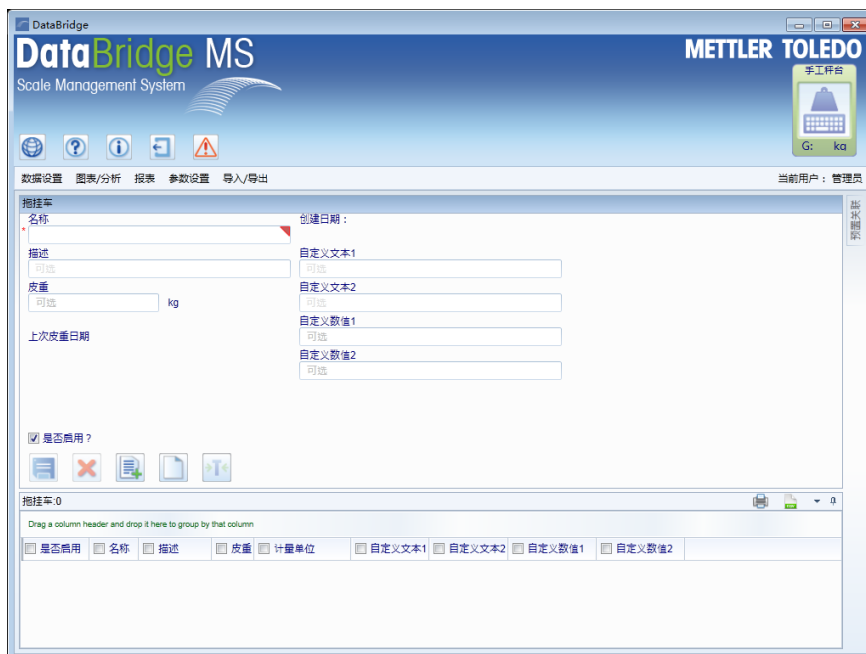 DataBridge
DataBridge MS
METTLER TOLEDO
Scale Management System
手工秤台
G: kg
数据设置 图表/分析 报表 参数设置 导入/导出
当前用户：管理员
拖挂车
预置关联
名称
创建日期：
*
描述
自定义文本1
可选
可选
皮重
自定义文本2
可选
kg
可选
自定义数值1
上次皮重日期
可选
自定义数值2
可选
是否启用？
拖挂车:0
Drag a column header and drop it here to group by that column
是否启用 名称 描述 皮重 计量单位 自定义文本1 自定义文本2 自定义数值1 自定义数值2